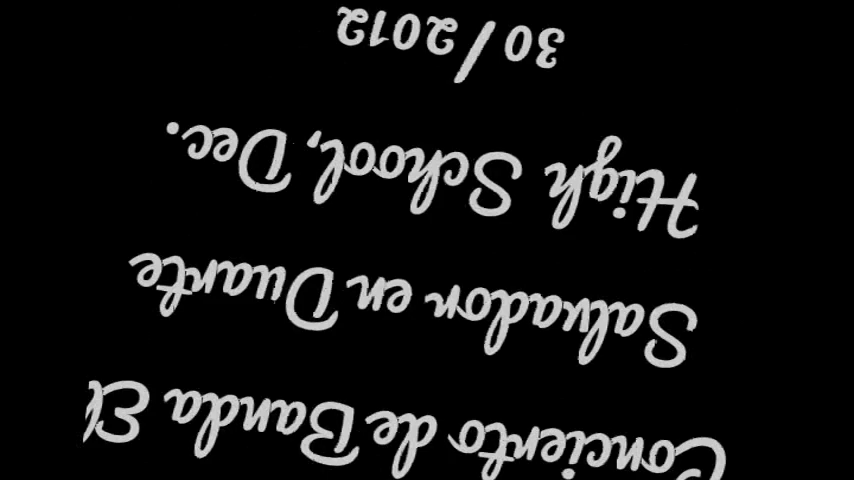 Concierto de Banda El
Salvador en Duarte
High School, Dec.
30/2012